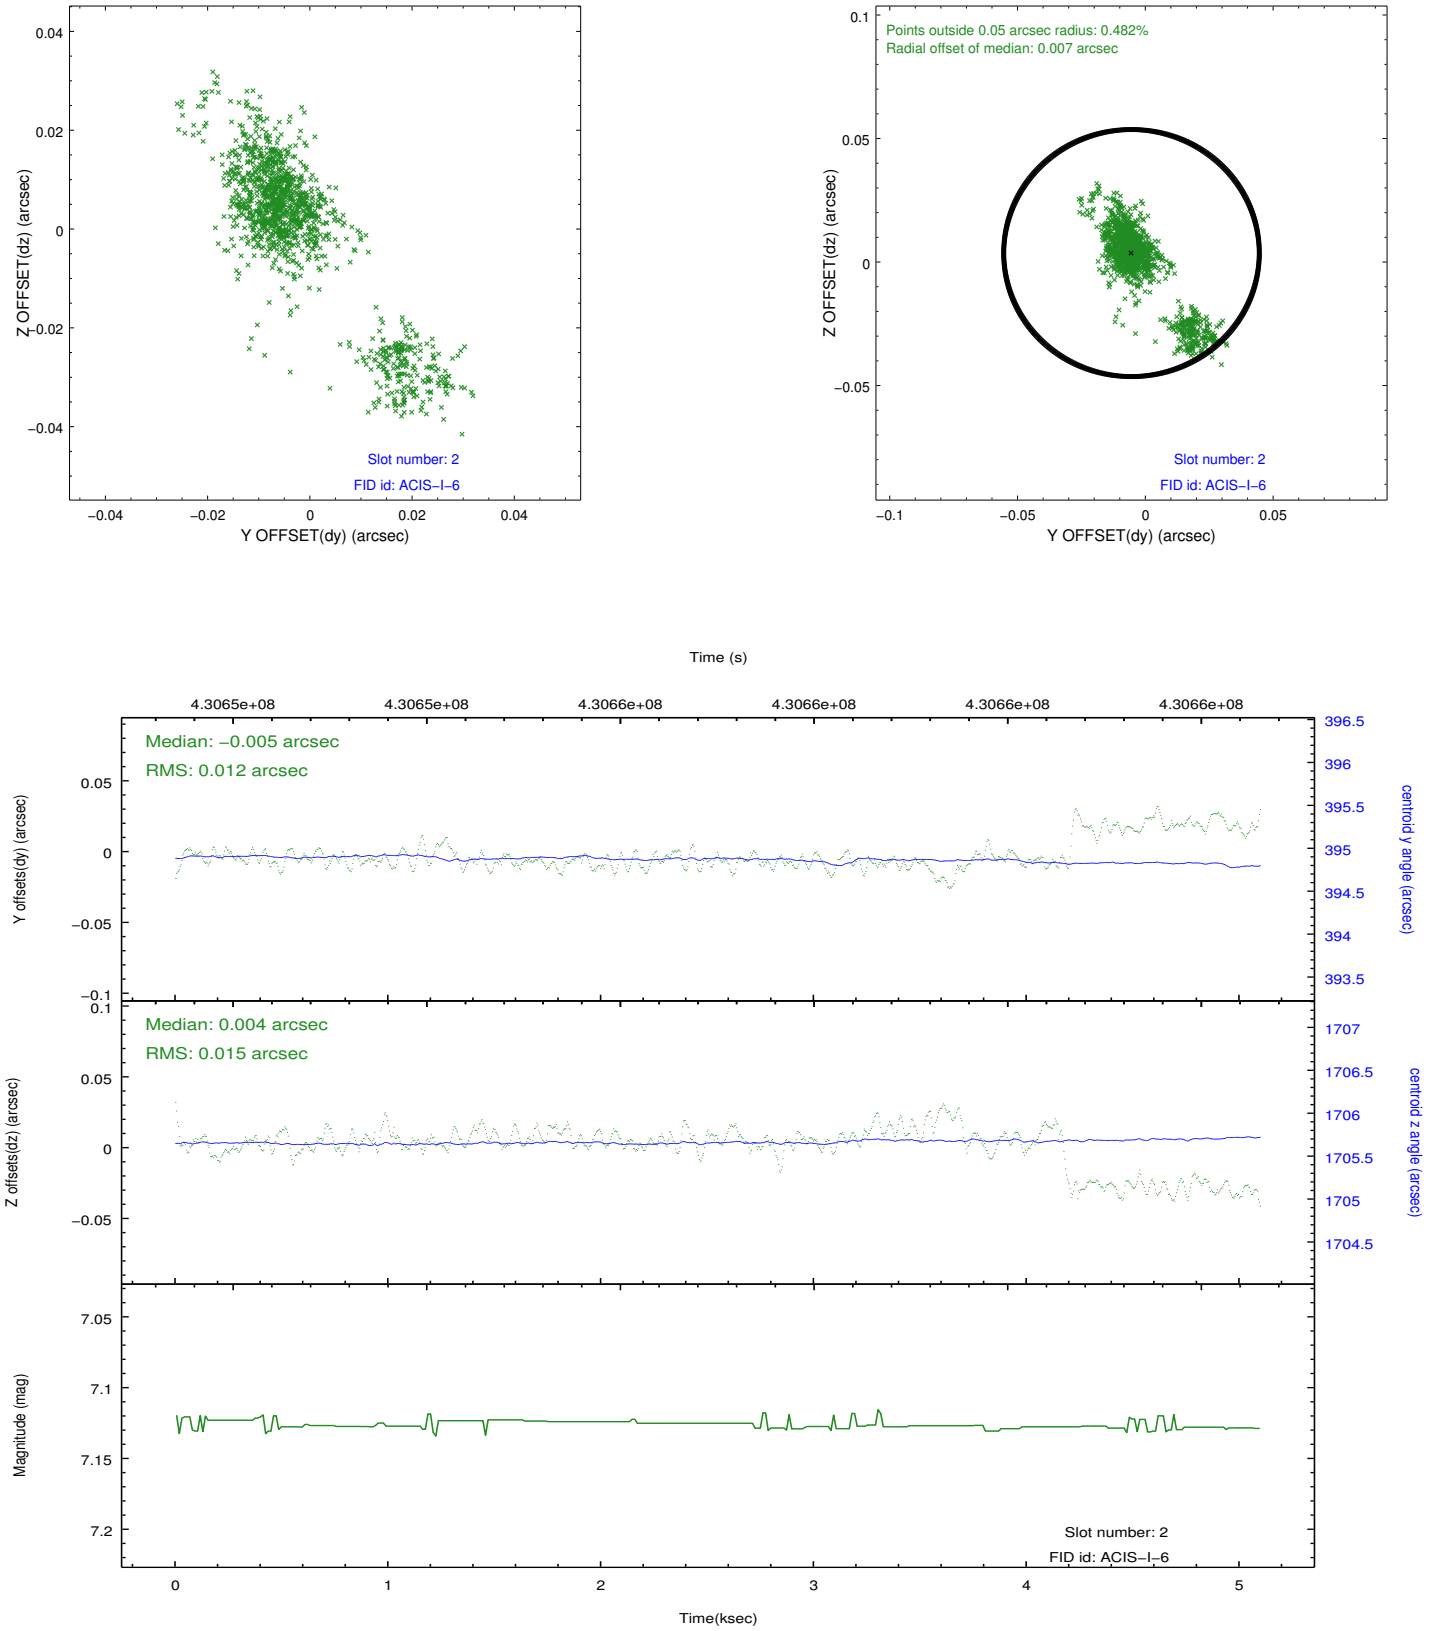 0.04
0.02
0
−0.02
−0.04
Z OFFSET(dz) (arcsec)
Slot number: 2
FID id: ACIS−I−6
−0.04
−0.02
0
0.02
0.04
Y OFFSET(dy) (arcsec)
0.1
0.05
0
−0.05
Z OFFSET(dz) (arcsec)
Points outside 0.05 arcsec radius: 0.482%
Radial offset of median: 0.007 arcsec
Slot number: 2
FID id: ACIS−I−6
−0.1
−0.05
0
0.05
Y OFFSET(dy) (arcsec)
Time (s)
4.3065e+08
4.3065e+08
4.3066e+08
4.3066e+08
4.3066e+08
4.3066e+08
Median: −0.005 arcsec
RMS: 0.012 arcsec
0.05
0
−0.05
−0.1
Y offsets(dy) (arcsec)
396.5
396
395.5
395
394.5
394
393.5
centroid y angle (arcsec)
Median: 0.004 arcsec
RMS: 0.015 arcsec
0.1
0.05
0
−0.05
Z offsets(dz) (arcsec)
1707
1706.5
1706
1705.5
1705
1704.5
centroid z angle (arcsec)
7.05
7.1
7.15
7.2
Magnitude (mag)
Slot number: 2
FID id: ACIS−I−6
0
1
2
3
4
5
Time(ksec)